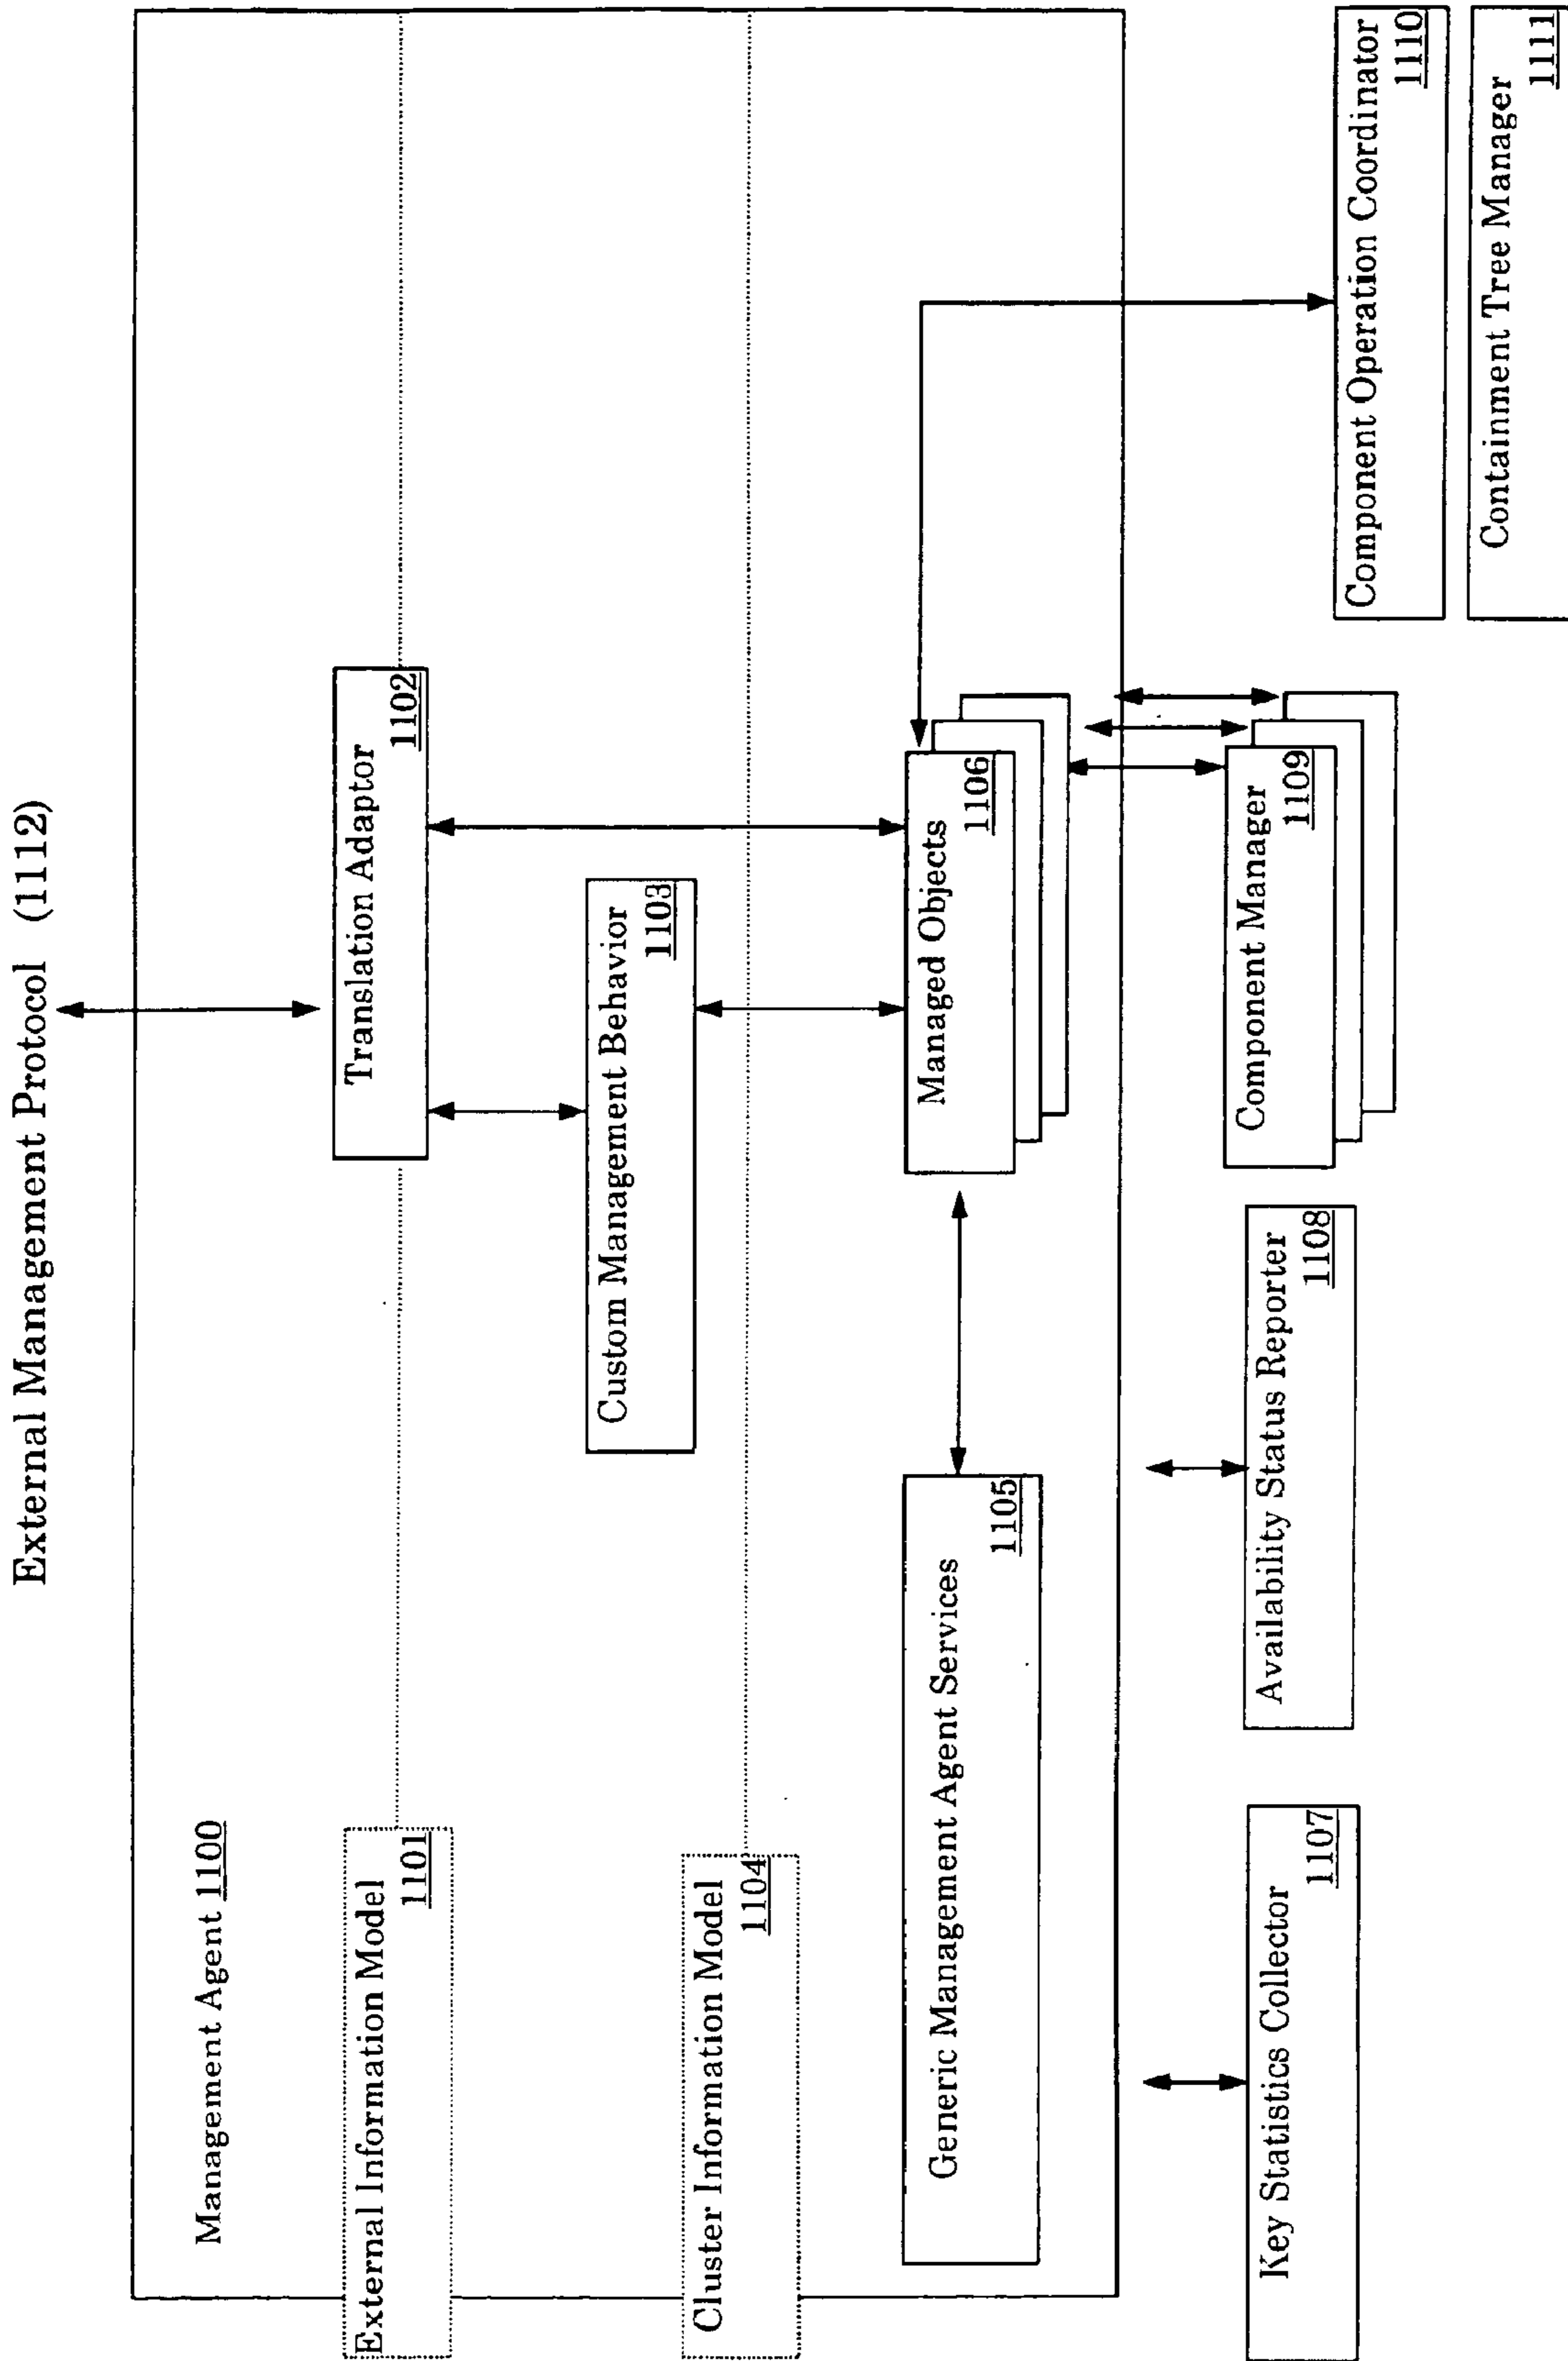 External Management Protocol (1112)
Management Agent 1100
External Information Model
1101
Translation Adaptor
1102
Custom Management Behavior
1103
Cluster Information Model
1104
Generic Management Agent Services
1105
Managed Objects
1106
Key Statistics Collector
1107
Availability Status Reporter
1108
Component Manager
1109
Component Operation Coordinator
1110
Containment Tree Manager
1111